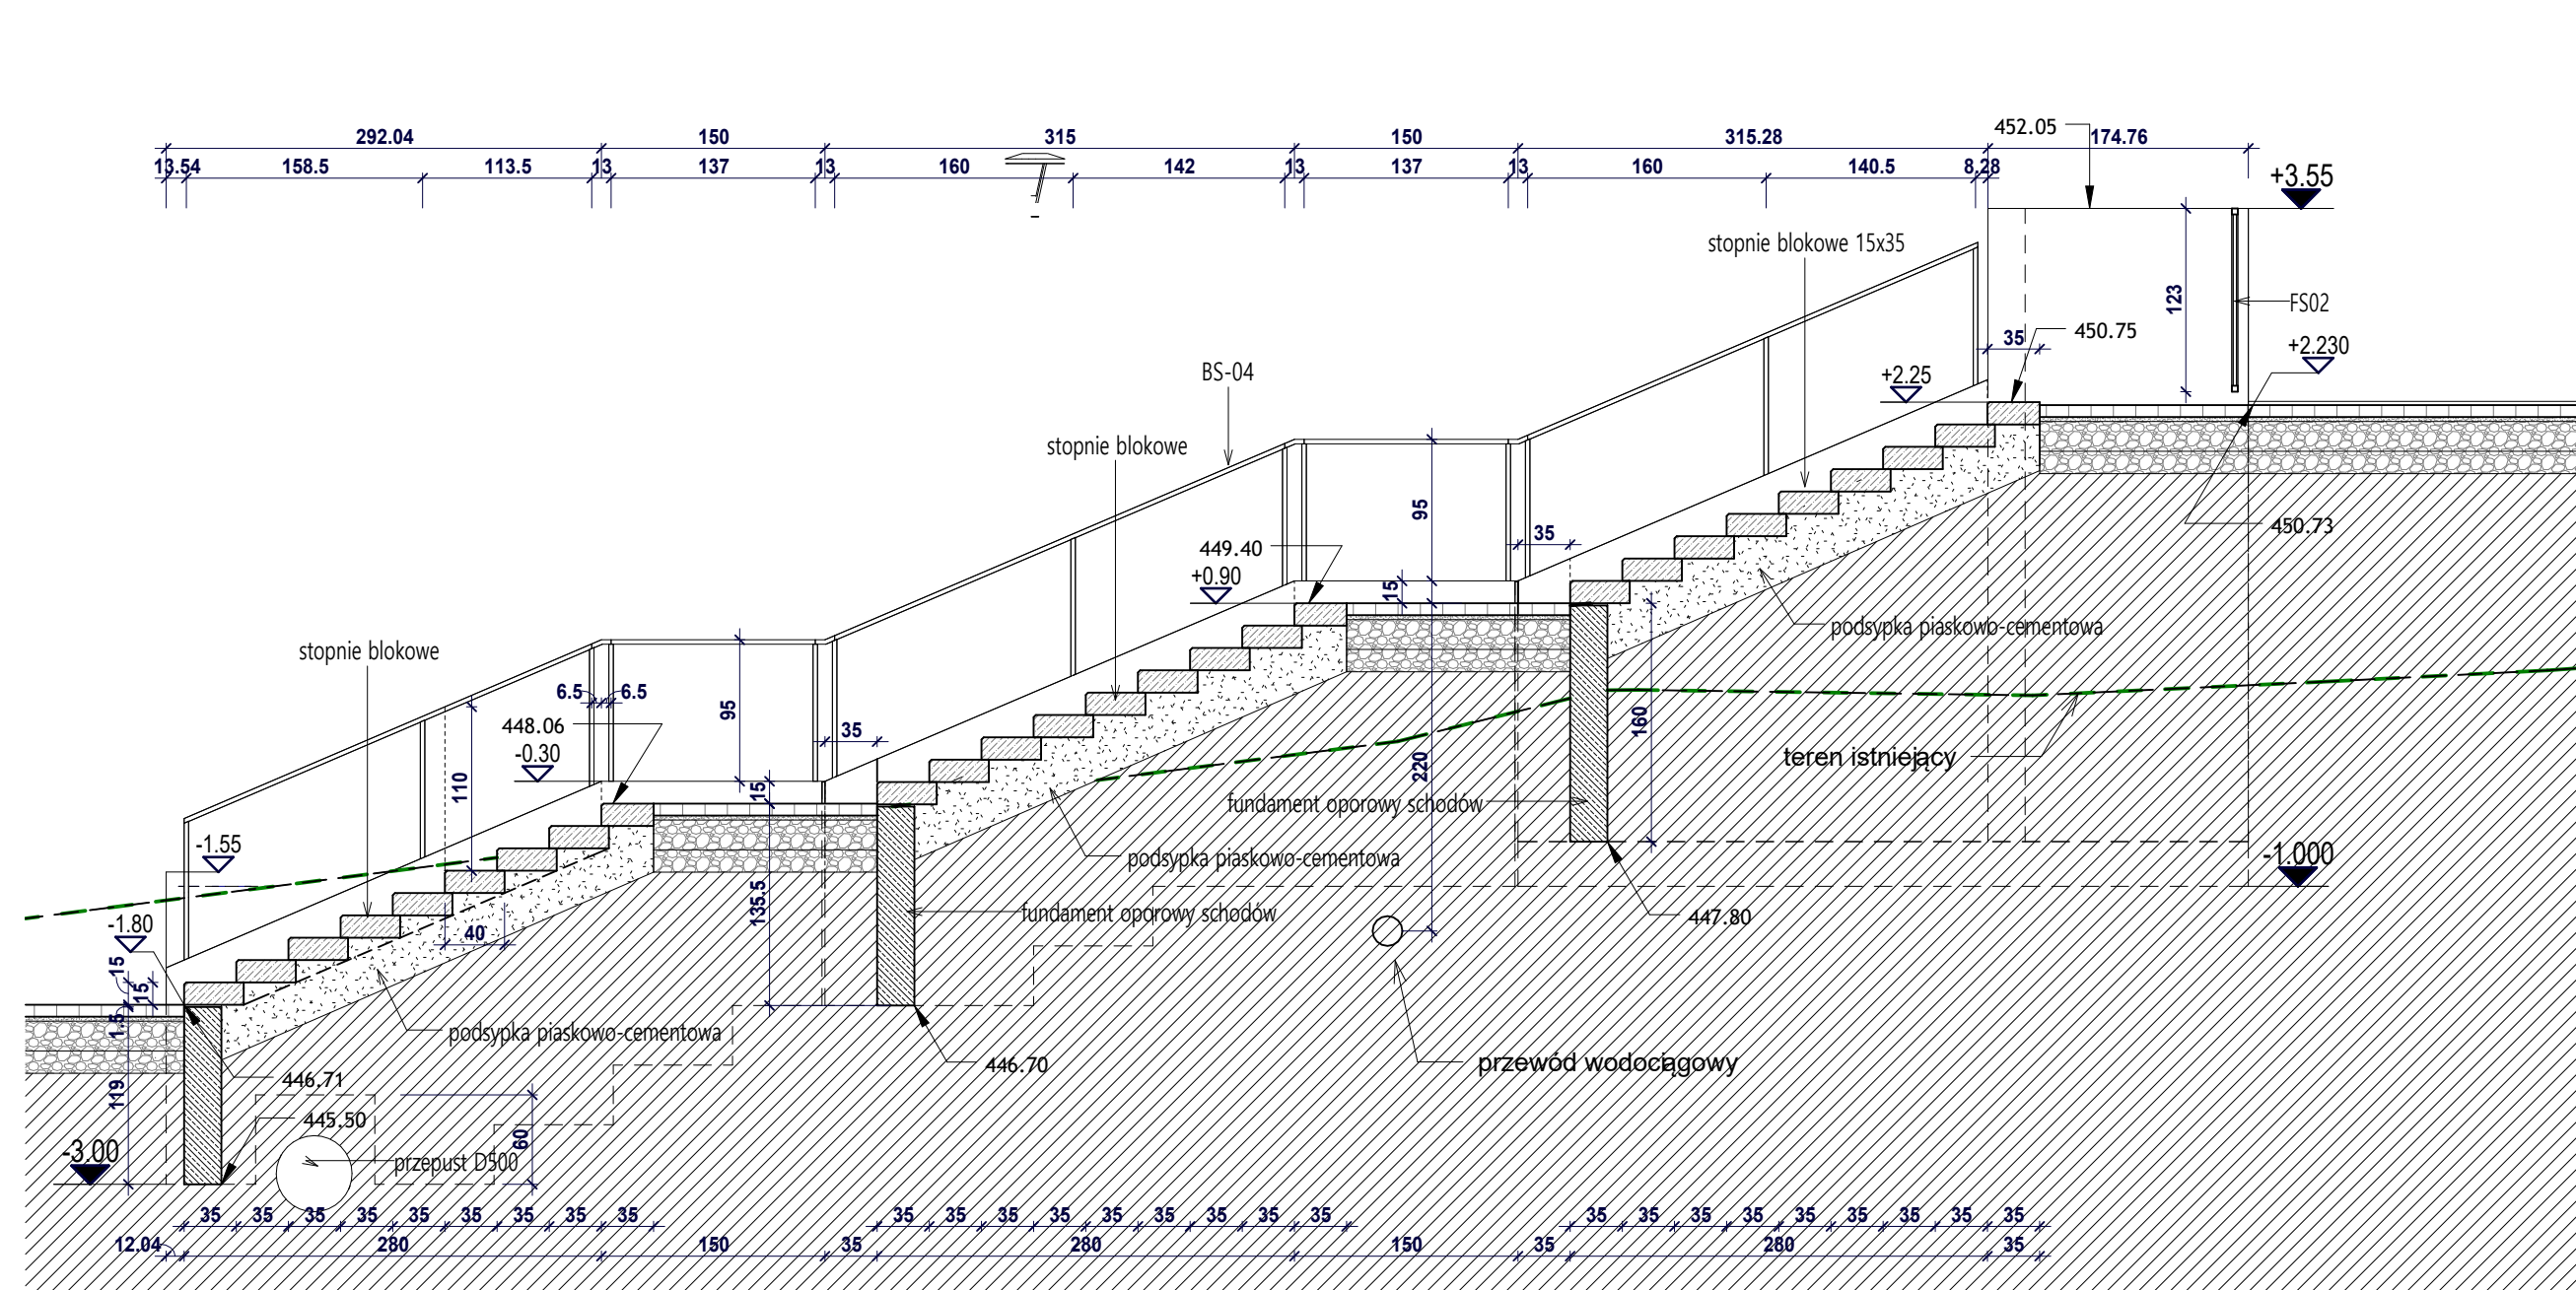 292.04 150 315 150 315.28 174.76
452.05
13.54 158.5 113.5 13 137 13 160 142 13 137 13 160 140.5 8.28
+3.55
stopnie blokowe 15x35
123
FS02
35
450.75
+2.230
BS-04
+2.25
stopnie blokowe
95
35
450.73
449.40
+0.90
15
podsypka piaskowo-cementowa
stopnie blokowe
6.5 6.5
448.06
95
35
160
-0.30
110
220
teren istniejący
15
fundament oporowy schodów
-1.55
podsypka piaskowo-cementowa
-1.000
135.5
fundament oporowy schodów
447.80
-1.80
40
15
15
1.5
podsypka piaskowo-cementowa
446.70
przewód wodociągowy
446.71
119
445.50
60
-3.00
przepust D500
35 35 35 35 35 35 35 35 35 35 35 35 35 35 35 35 35 35 35 35 35 35 35 35 35 35 35
12.04 280 150 35 280 150 35 280 35